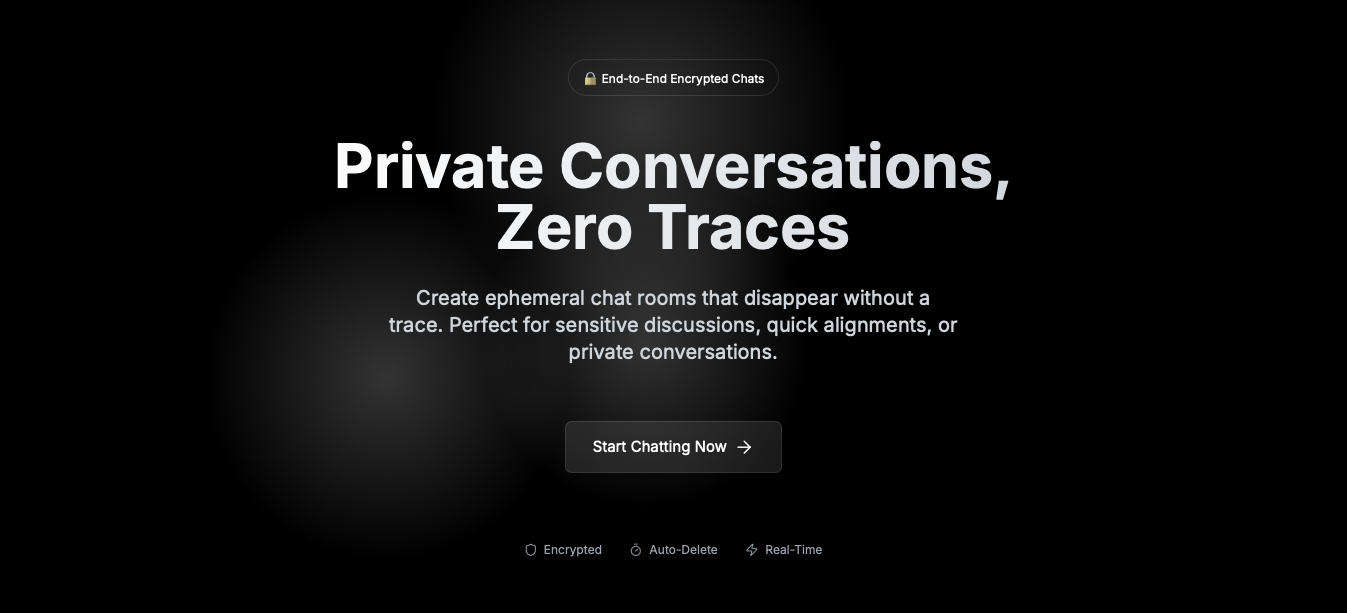 🔒 End-to-End Encrypted Chats
Private Conversations,
Zero Traces
Create ephemeral chat rooms that disappear without a
trace. Perfect for sensitive discussions, quick alignments, or
private conversations.
Start Chatting Now →
Encrypted
Auto-Delete
Real-Time